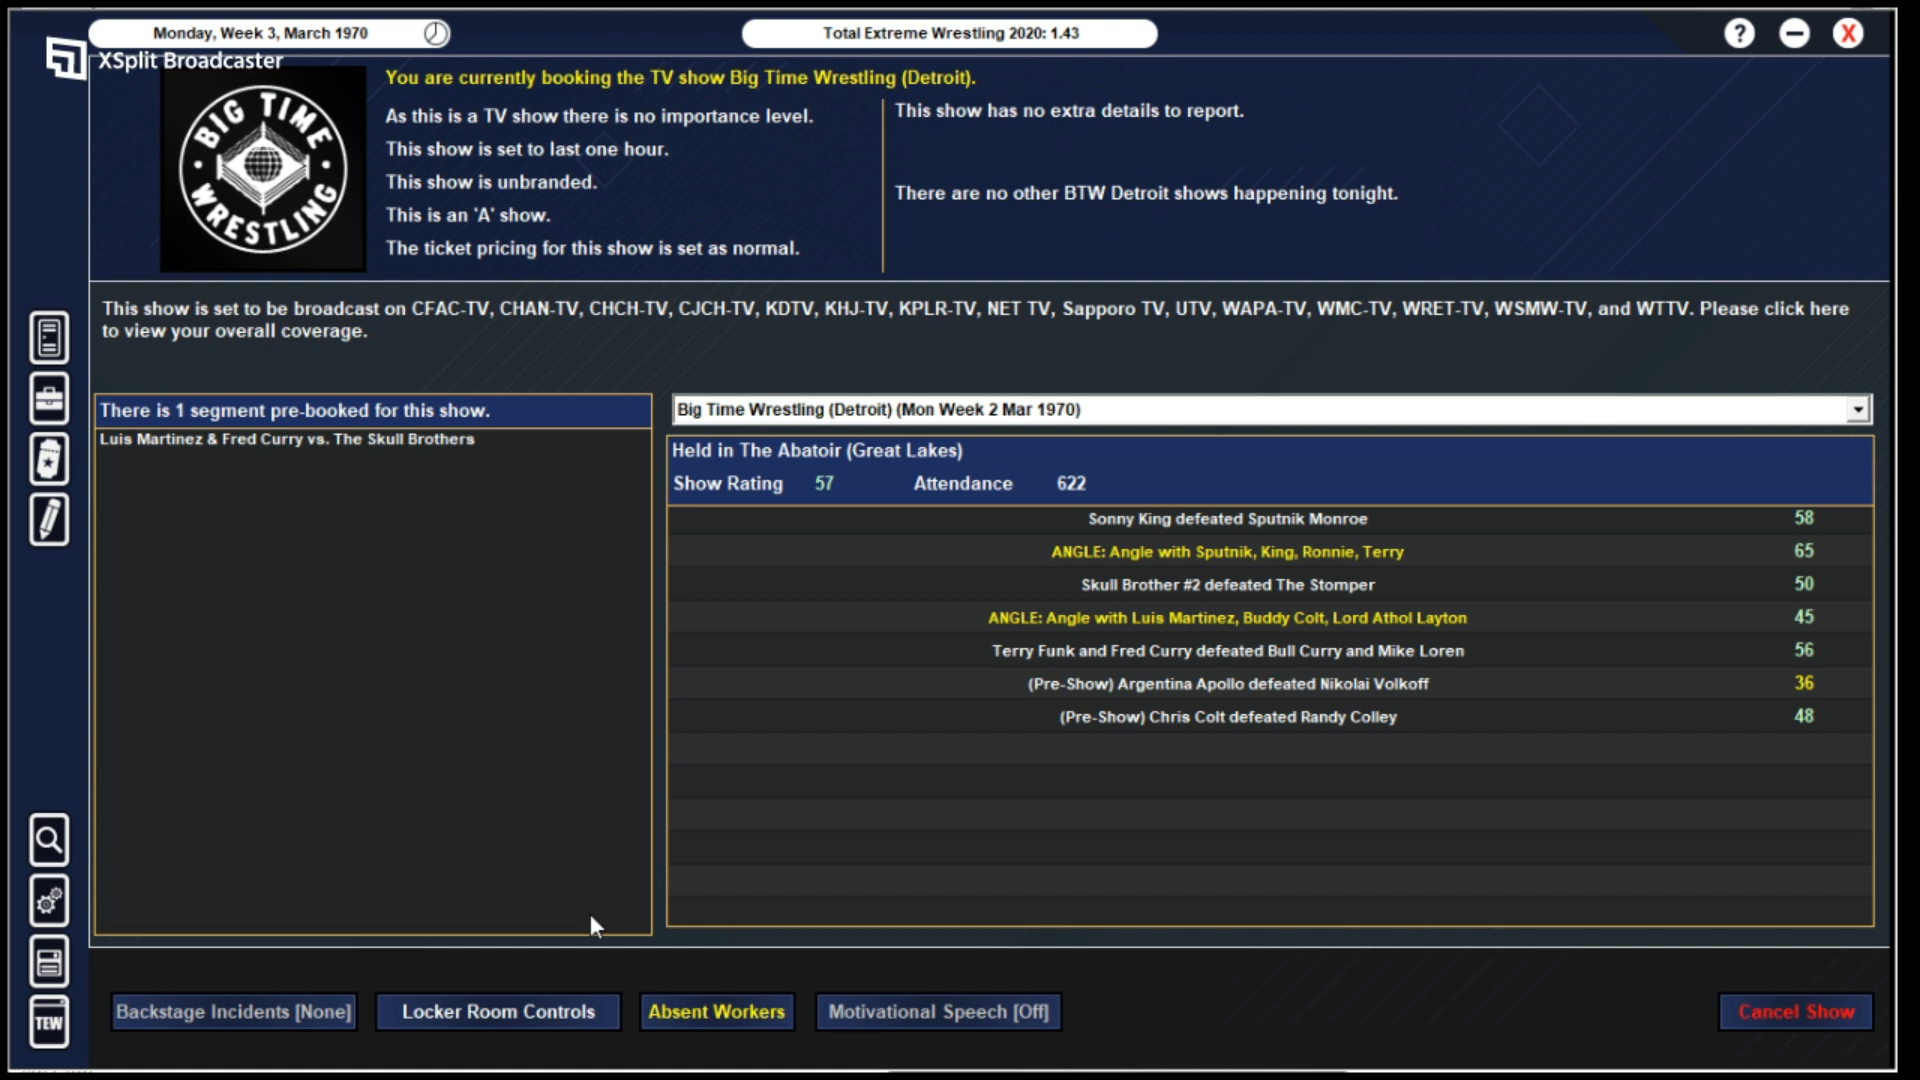 Monday, Week 3, March 1970
Total Extreme Wrestling 2020: 1.43
?
X
XSplit Broadcaster
BIG TIME
WRESTLING
You are currently booking the TV show Big Time Wrestling (Detroit).
As this is a TV show there is no importance level.
This show is set to last one hour.
This show is unbranded.
This is an 'A' show.
The ticket pricing for this show is set as normal.
This show has no extra details to report.
There are no other BTW Detroit shows happening tonight.
This show is set to be broadcast on CFAC-TV, CHAN-TV, CHCH-TV, CJCH-TV, KDTV, KHJ-TV, KPLR-TV, NET TV, Sapporo TV, UTV, WAPA-TV, WMC-TV, WRET-TV, WSMW-TV, and WTTV. Please click here
to view your overall coverage.
There is 1 segment pre-booked for this show.
Luis Martinez & Fred Curry vs. The Skull Brothers
Big Time Wrestling (Detroit) (Mon Week 2 Mar 1970)
Held in The Abatoir (Great Lakes)
Show Rating 57 Attendance 622
Sonny King defeated Sputnik Monroe 58
ANGLE: Angle with Sputnik, King, Ronnie, Terry 65
Skull Brother #2 defeated The Stomper 50
ANGLE: Angle with Luis Martinez, Buddy Colt, Lord Athol Layton 45
Terry Funk and Fred Curry defeated Bull Curry and Mike Loren 56
(Pre-Show) Argentina Apollo defeated Nikolai Volkoff 36
(Pre-Show) Chris Colt defeated Randy Colley 48
TEW
Backstage Incidents [None]
Locker Room Controls
Absent Workers
Motivational Speech [Off]
Cancel Show